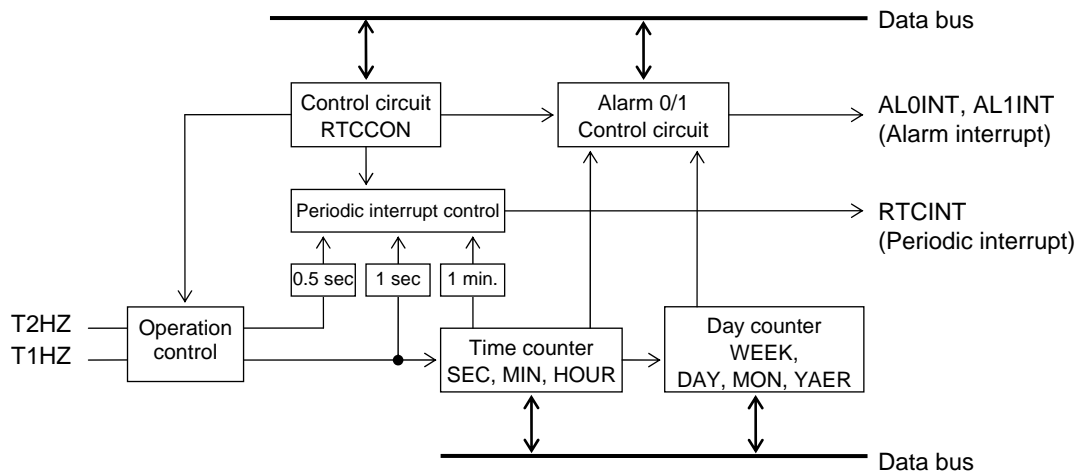 Data bus
Control circuit
RTCCON
Alarm 0/1
Control circuit
AL0INT, AL1INT
(Alarm interrupt)
Periodic interrupt control
RTCINT
(Periodic interrupt)
0.5 sec
1 sec
1 min.
T2HZ
T1HZ
Operation
control
Time counter
SEC, MIN, HOUR
Day counter
WEEK,
DAY, MON, YAER
Data bus